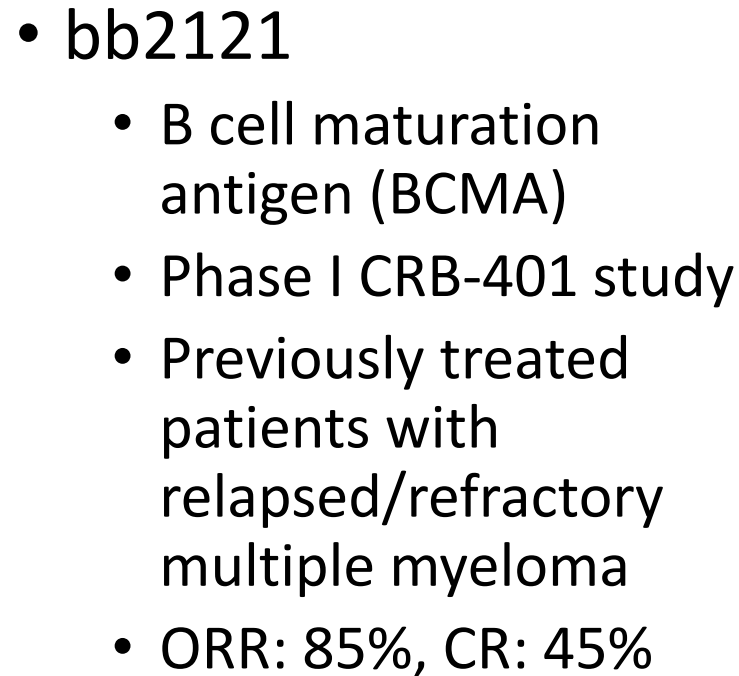 • bb2121
• B cell maturation
antigen (BCMA)
• Phase I CRB-401 study
• Previously treated
patients with
relapsed/refractory
multiple myeloma
• ORR: 85%, CR: 45%